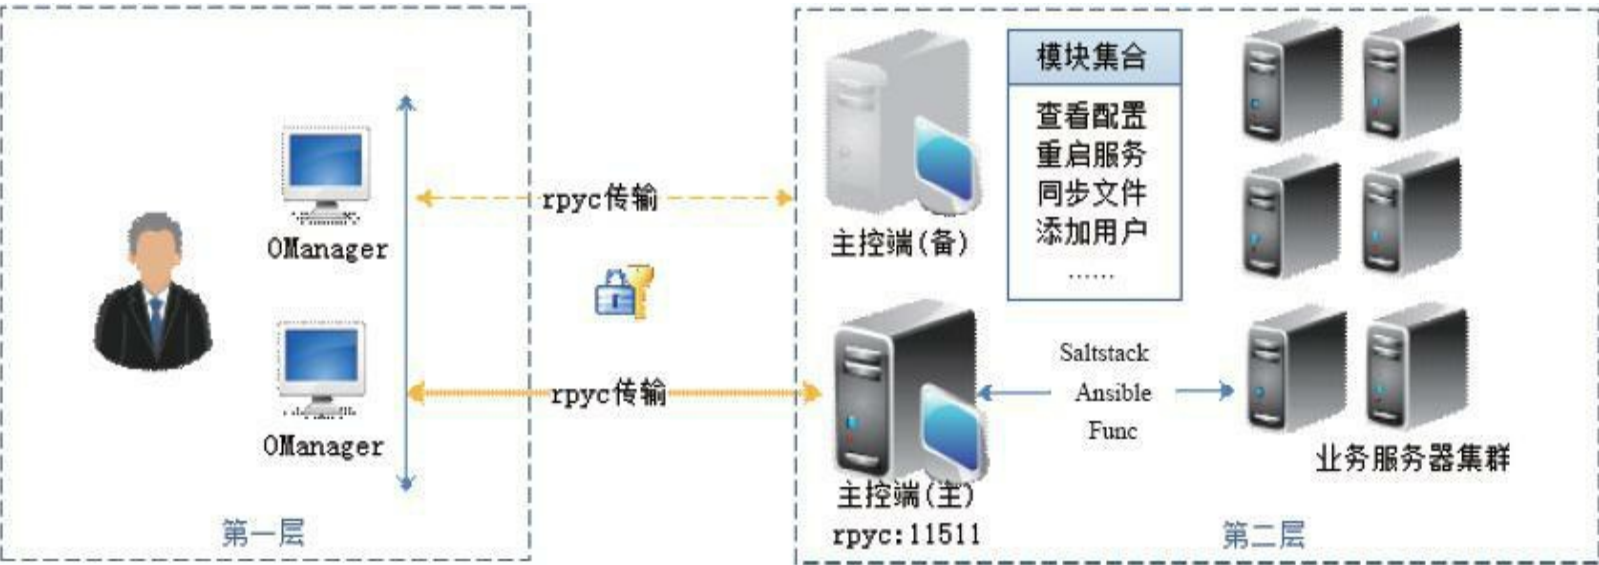 OManager
OManager
第一层
rpyc传输
rpyc传输
主控端(备)
主控端(主)
rpyc:11511
模块集合
查看配置
重启服务
同步文件
添加用户
......
Saltstack
Ansible
Func
业务服务器集群
第二层